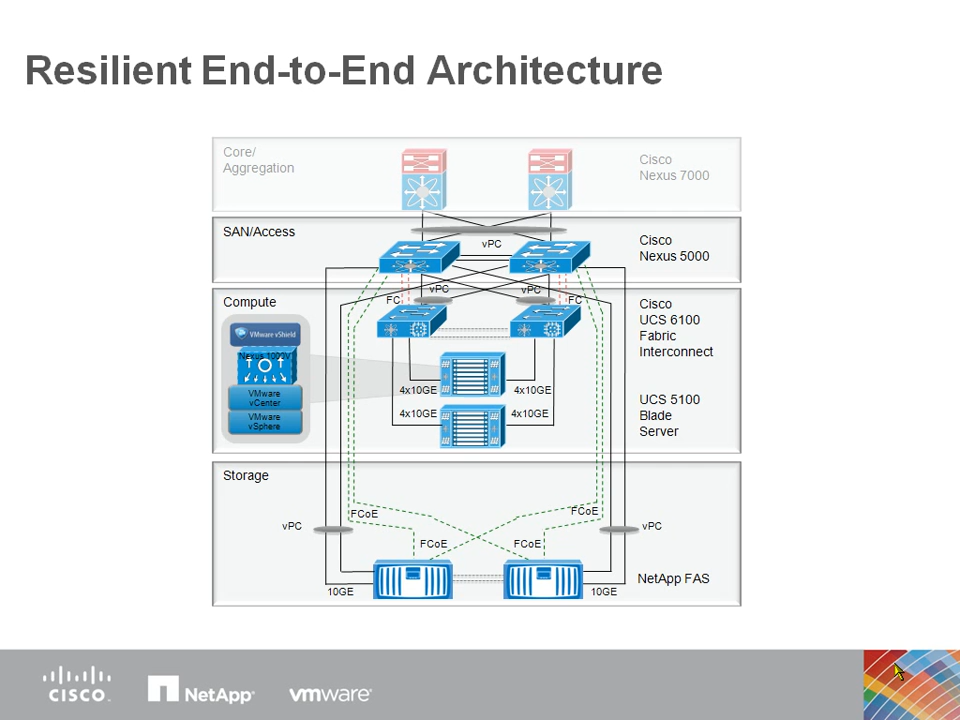 Resilient End-to-End Architecture
Core/
Aggregation
Cisco
Nexus 7000
SAN/Access
vPC
Cisco
Nexus 5000
Compute
FC
vPC
vPC
FC
Cisco
UCS 6100
Fabric
Interconnect
VMware vShield
Nexus 1000V
VMware
vCenter
VMware
vSphere
4x10GE
4x10GE
4x10GE
4x10GE
UCS 5100
Blade
Server
Storage
vPC
FCoE
FCoE
FCoE
FCoE
vPC
10GE
10GE
NetApp FAS
CISCO
NetApp
vmware